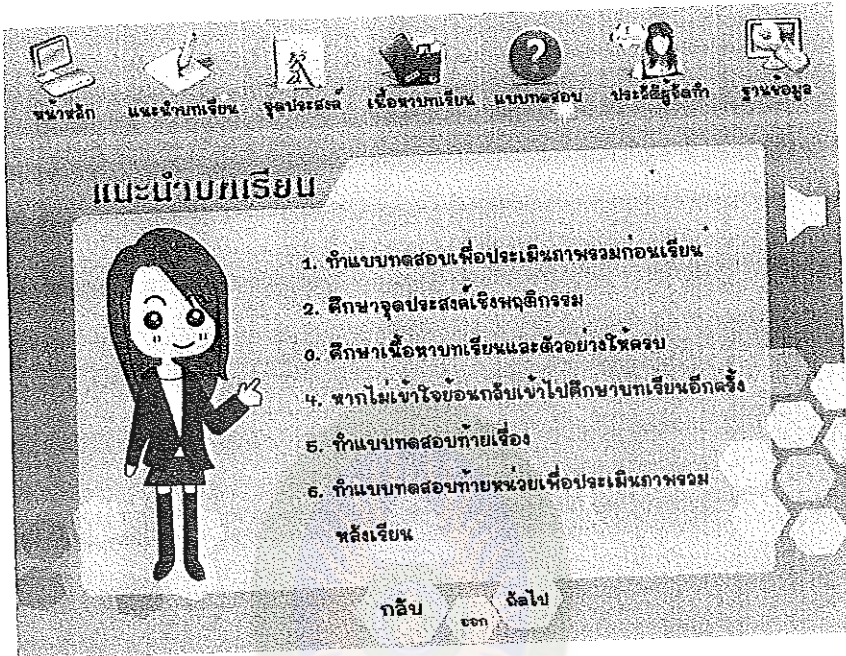 หน้าหลัก แนะนำบทเรียน จุดประสงค์ เนื้อหาบทเรียน แบบทดสอบ ประวัติผู้จัดทำ ฐานข้อมูล
แนะนำบทเรียน
1. ทำแบบทดสอบเพื่อประเมินภาพรวมก่อนเรียน
2. ศึกษาจุดประสงค์เชิงพฤติกรรม
3. ศึกษาเนื้อหาบทเรียนและตัวอย่างให้ครบ
4. หากไม่เข้าใจย้อนกลับเข้าไปศึกษาบทเรียนอีกครั้ง
5. ทำแบบทดสอบท้ายเรื่อง
6. ทำแบบทดสอบท้ายหน่วยเพื่อประเมินภาพรวม
หลังเรียน
กลับ ออก ถัดไป